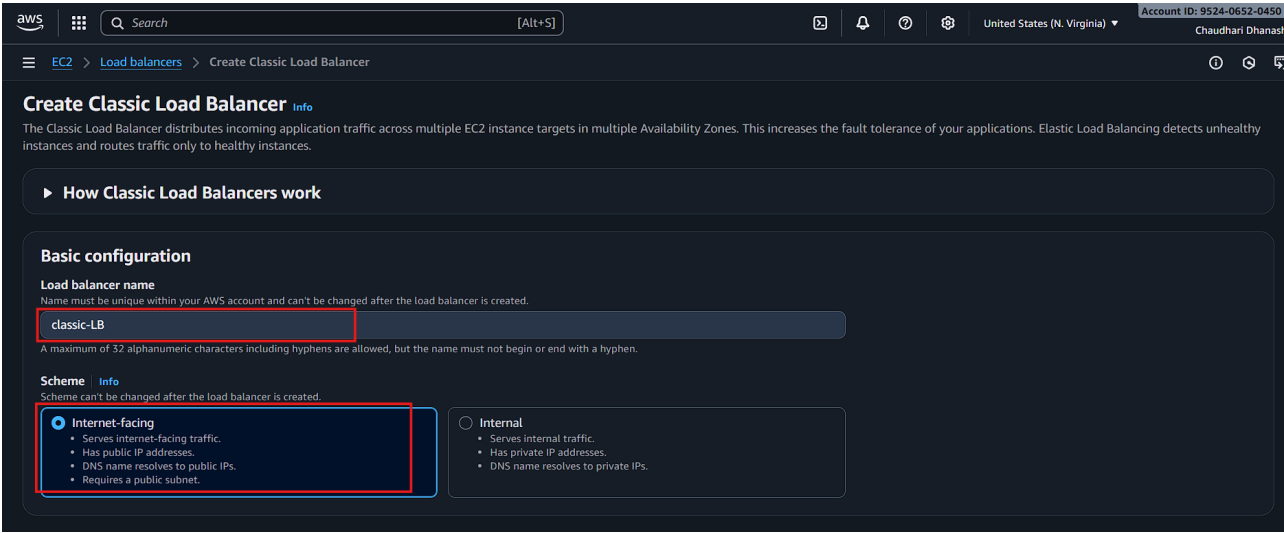 aws
Search [Alt+S]
United States (N. Virginia) ▼
Account ID: 9524-0652-0450
Chaudhari Dhanash
EC2 > Load balancers > Create Classic Load Balancer
Create Classic Load Balancer Info
The Classic Load Balancer distributes incoming application traffic across multiple EC2 instance targets in multiple Availability Zones. This increases the fault tolerance of your applications. Elastic Load Balancing detects unhealthy
instances and routes traffic only to healthy instances.
How Classic Load Balancers work
Basic configuration
Load balancer name
Name must be unique within your AWS account and can't be changed after the load balancer is created.
classic-LB
A maximum of 32 alphanumeric characters including hyphens are allowed, but the name must not begin or end with a hyphen.
Scheme | Info
Scheme can't be changed after the load balancer is created.
Internet-facing
• Serves internet-facing traffic.
• Has public IP addresses.
• DNS name resolves to public IPs.
• Requires a public subnet.
Internal
• Serves internal traffic.
• Has private IP addresses.
• DNS name resolves to private IPs.